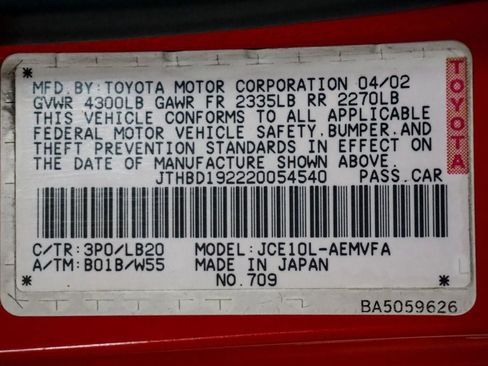 MFD.BY:TOYOTA MOTOR CORPORATION 04/02
GVWR 4300LB GAWR FR 2335LB RR 2270LB
THIS VEHICLE CONFORMS TO ALL APPLICABLE
FEDERAL MOTOR VEHICLE SAFETY.BUMPER.AND
THEFT PREVENTION STANDARDS IN EFFECT ON
THE DATE OF MANUFACTURE SHOWN ABOVE.
TOYOTA
JTHBD192220054540 PASS.CAR
* *
C/TR:3P0/LB20 MODEL:JCE10L-AEMVFA
A/TM:B01B/W55 MADE IN JAPAN
* NO.709 *
BA5059626